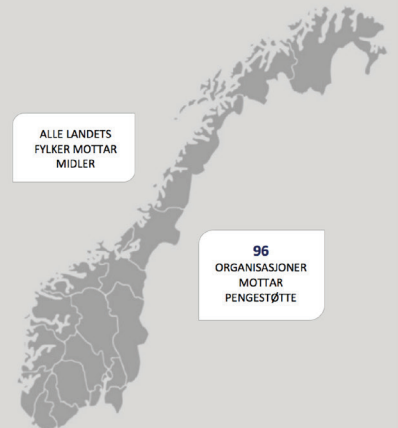 ALLE LANDETS
FYLKER MOTTAR
MIDLER
96
ORGANISASJONER
MOTTAR
PENGESTØTTE